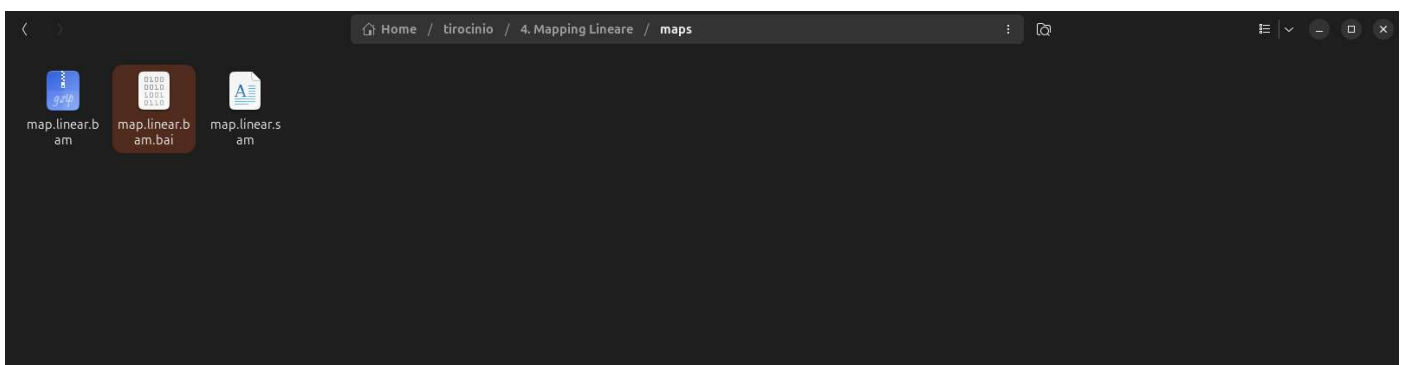 Home / tirocinio / 4. Mapping Lineare / maps
gzip
0100
0010
1001
0110
A
map.linear.b
am
map.linear.b
am.bai
map.linear.s
am